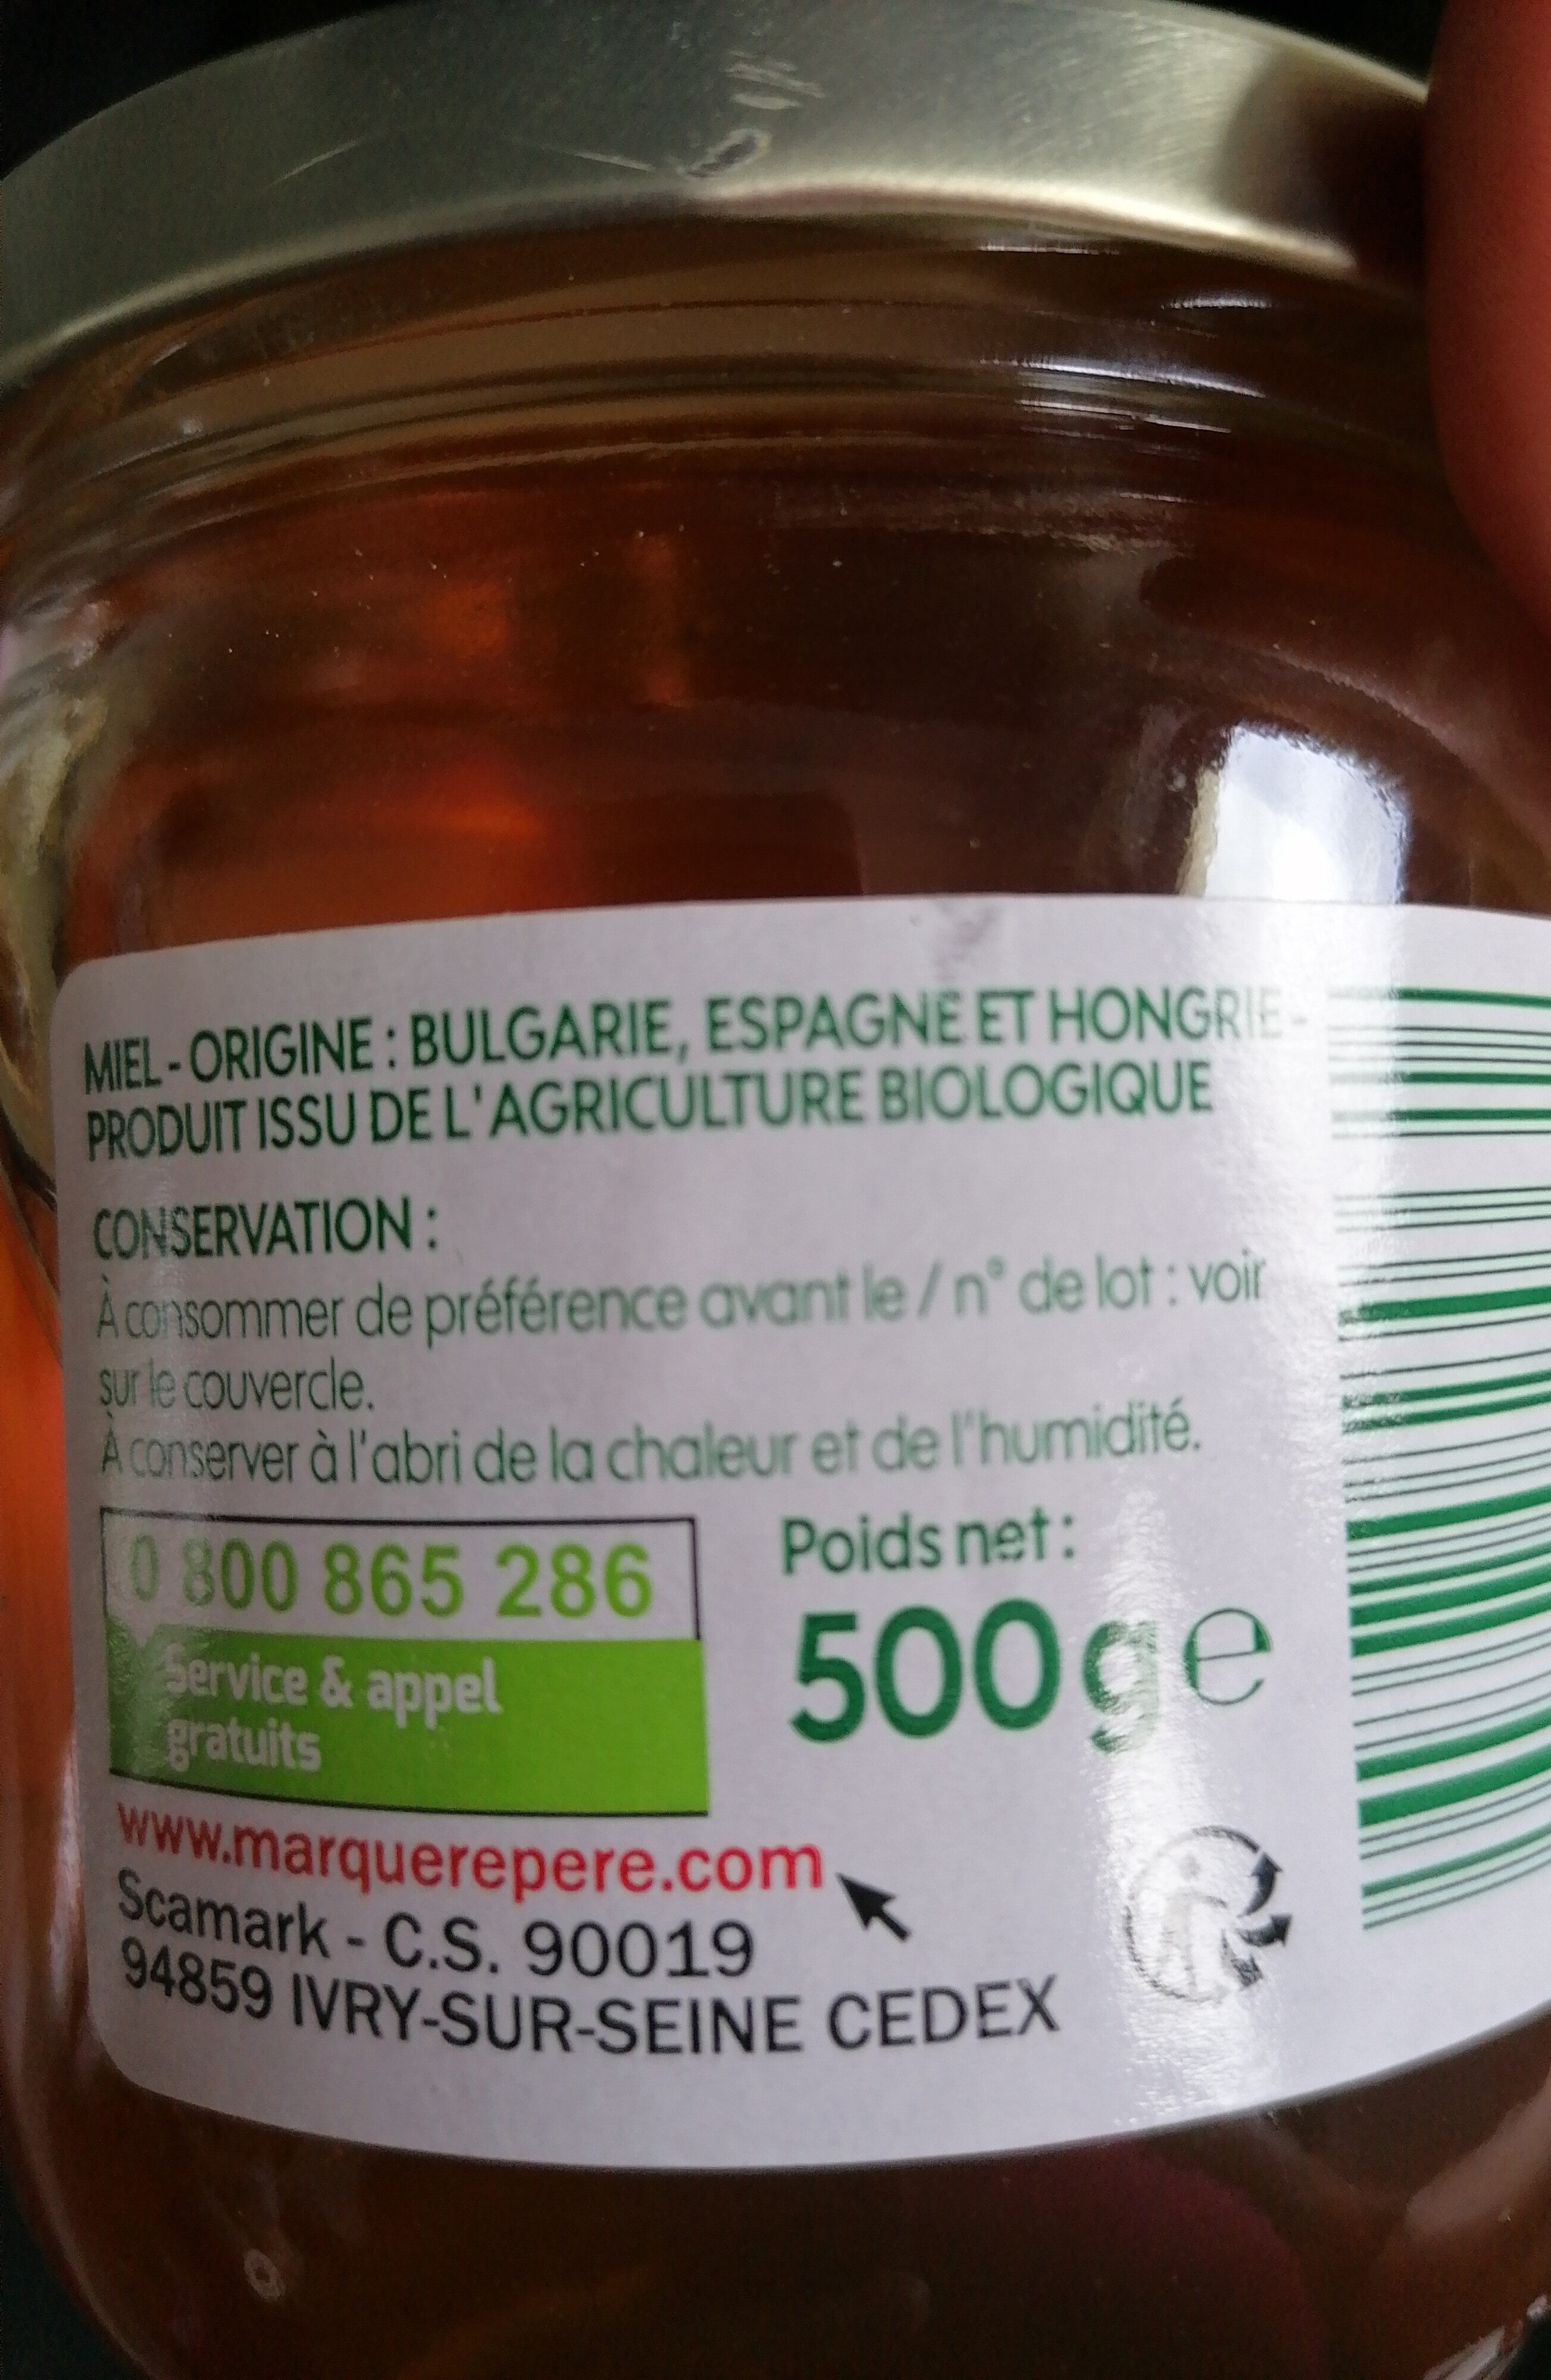 MIEL - ORIGINE : BULGARIE, ESPAGNE ET HONGRIE -
PRODUIT ISSU DE L'AGRICULTURE BIOLOGIQUE
CONSERVATION :
À consommer de préférence avant le / n° de lot : voir
sur le couvercle.
À conserver à l'abri de la chaleur et de l'humidité.
0 800 865 286
Service & appel
gratuits
Poids net :
500 g e
www.marquerepere.com
Scamark - C.S. 90019
94859 IVRY-SUR-SEINE CEDEX